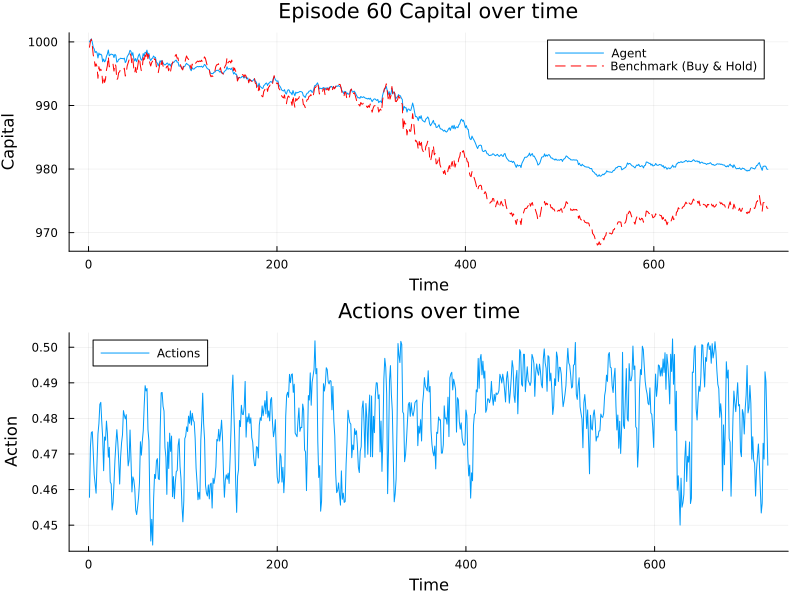 Episode 60 Capital over time
1000
990
980
970
Capital
Agent
Benchmark (Buy & Hold)
0
200
400
600
Time
Actions over time
0.50
0.49
0.48
0.47
0.46
0.45
Action
Actions
0
200
400
600
Time